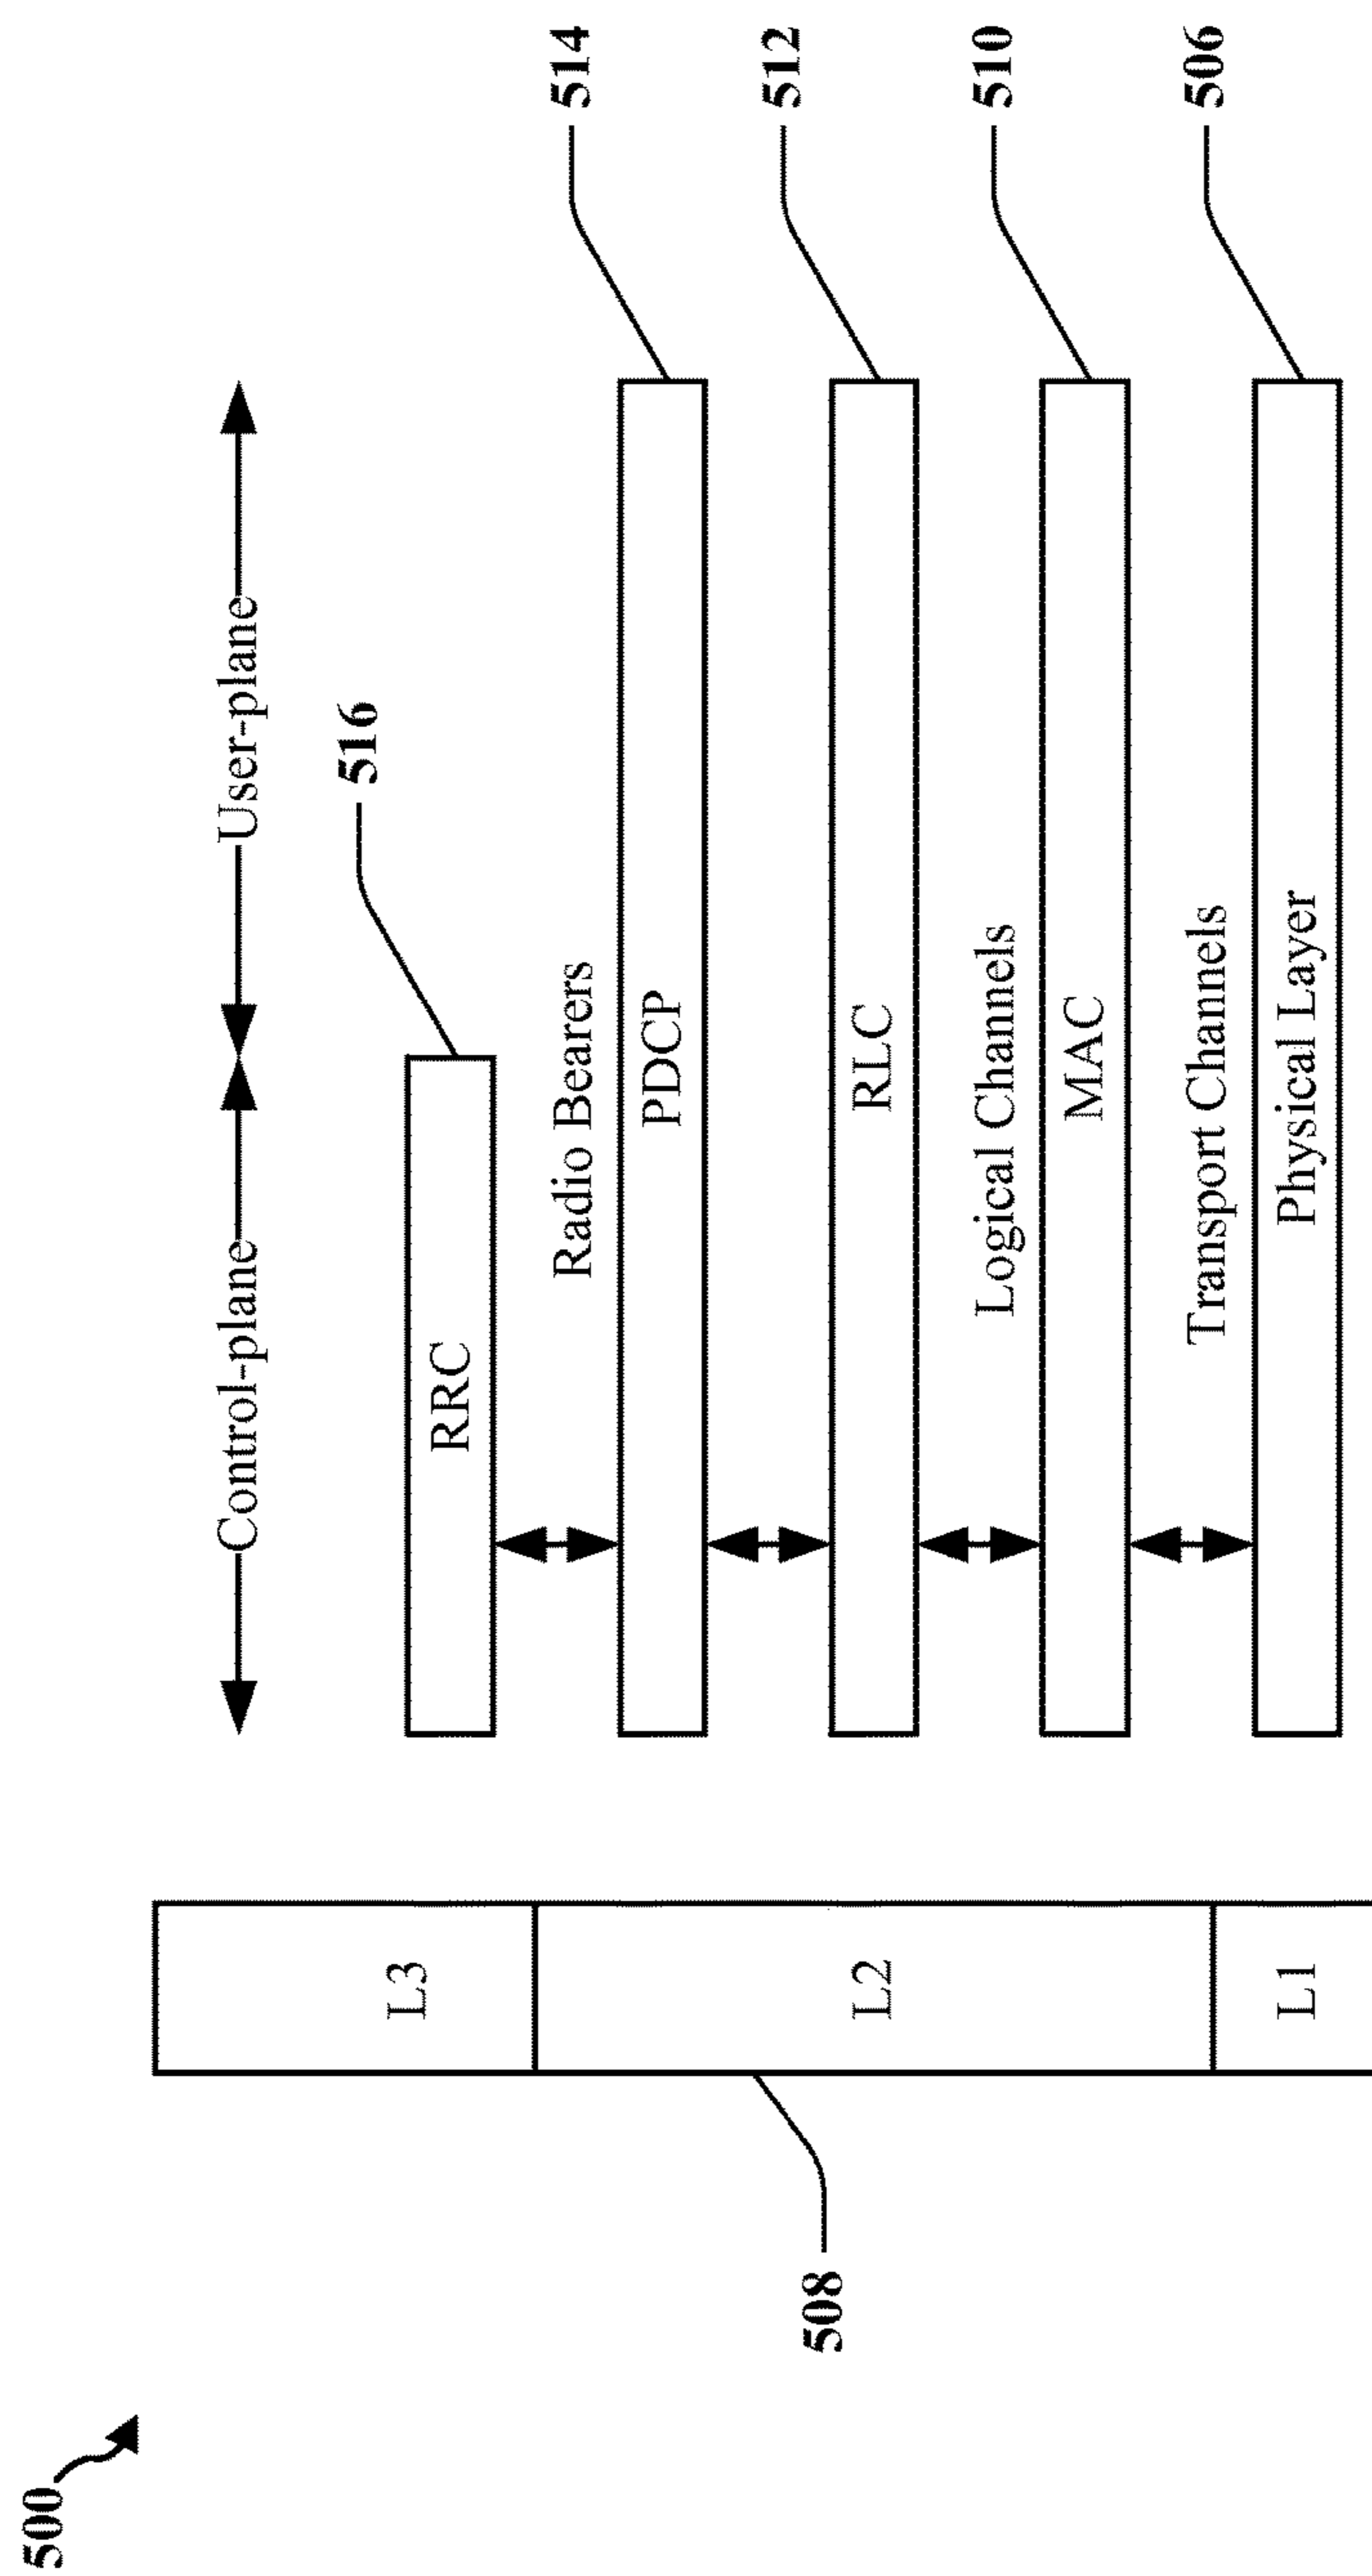 500
Control-plane
User-plane
516
L3
RRC
Radio Bearers
514
PDCP
508
L2
512
RLC
Logical Channels
510
MAC
Transport Channels
506
L1
Physical Layer